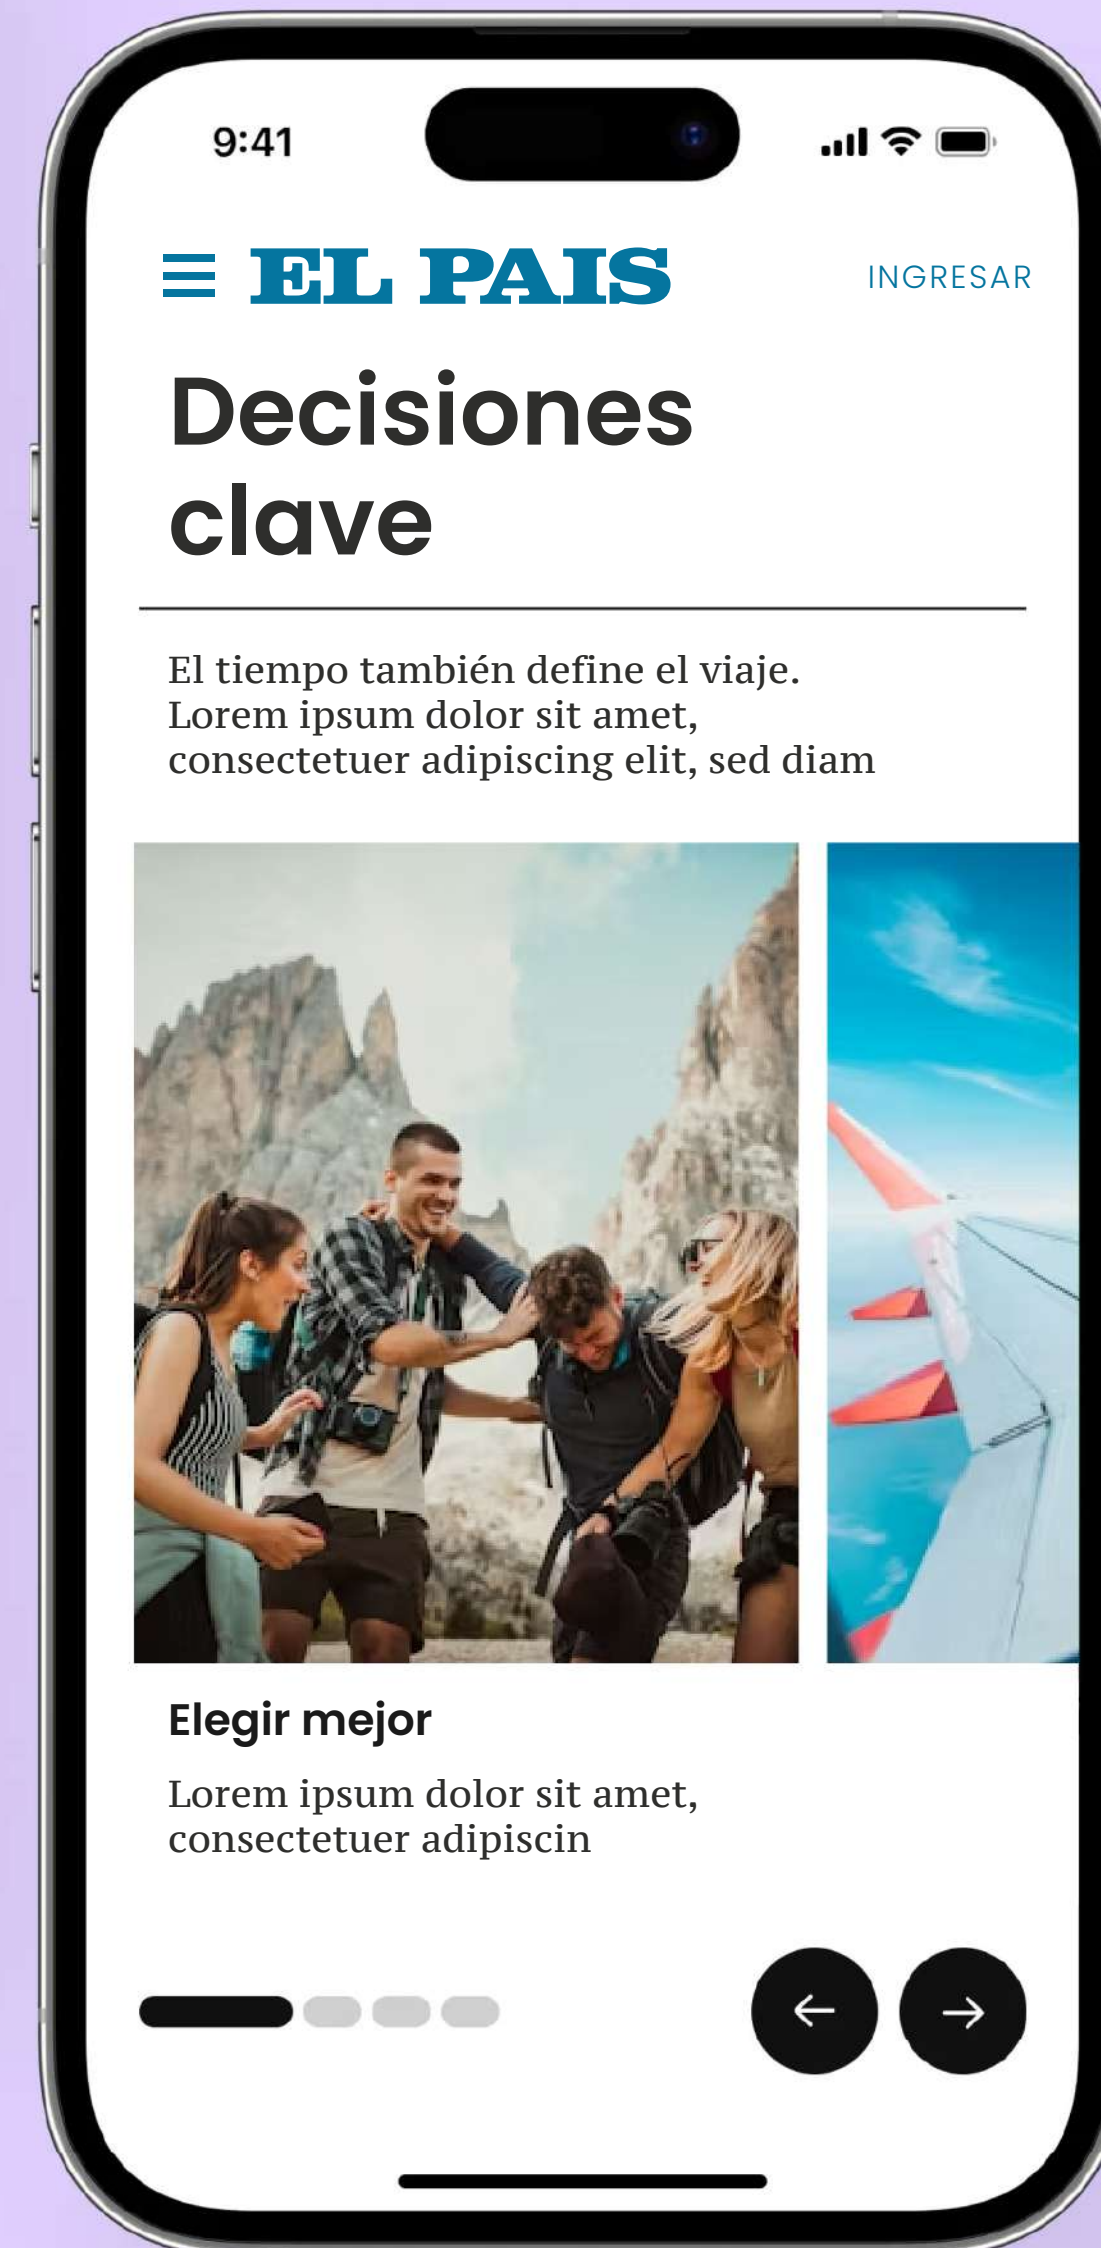 9:41
EL PAIS
INGRESAR
Decisiones
clave
El tiempo también define el viaje.
Lorem ipsum dolor sit amet,
consectetuer adipiscing elit, sed diam
Elegir mejor
Lorem ipsum dolor sit amet,
consectetuer adipiscin